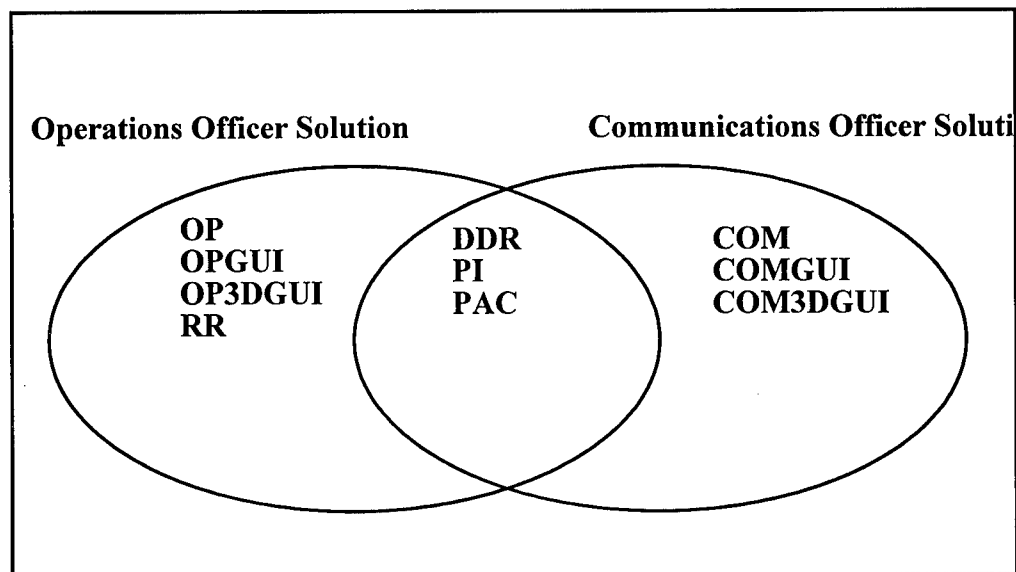 Operations Officer Solution
Communications Officer Soluti
OP
OPGUI
OP3DGUI
RR
DDR
PI
PAC
COM
COMGUI
COM3DGUI